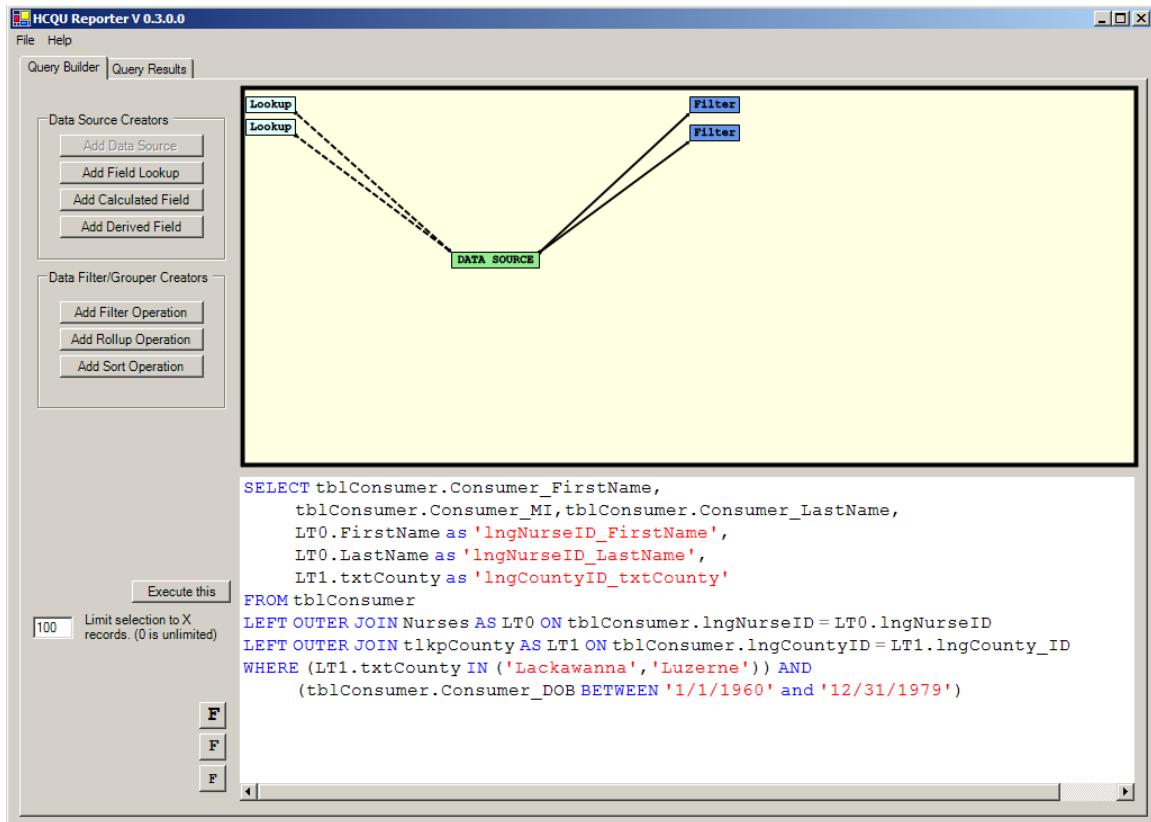 HCQU Reporter V 0.3.0.0
File Help
Query Builder
Query Results
Data Source Creators
Add Data Source
Add Field Lookup
Add Calculated Field
Add Derived Field
Data Filter/Grouper Creators
Add Filter Operation
Add Rollup Operation
Add Sort Operation
Lookup
Lookup
Filter
Filter
DATA SOURCE
Execute this
100
Limit selection to X
records. (0 is unlimited)
F
F
F
SELECT tblConsumer.Consumer_FirstName,
tblConsumer.Consumer_MI,tblConsumer.Consumer_LastName,
LT0.FirstName as 'lngNurseID_FirstName',
LT0.LastName as 'lngNurseID_LastName',
LT1.txtCounty as 'lngCountyID_txtCounty'
FROM tblConsumer
LEFT OUTER JOIN Nurses AS LT0 ON tblConsumer.lngNurseID = LT0.lngNurseID
LEFT OUTER JOIN tlkpCounty AS LT1 ON tblConsumer.lngCountyID = LT1.lngCounty_ID
WHERE (LT1.txtCounty IN ('Lackawanna','Luzerne')) AND
(tblConsumer.Consumer_DOB BETWEEN '1/1/1960' and '12/31/1979')